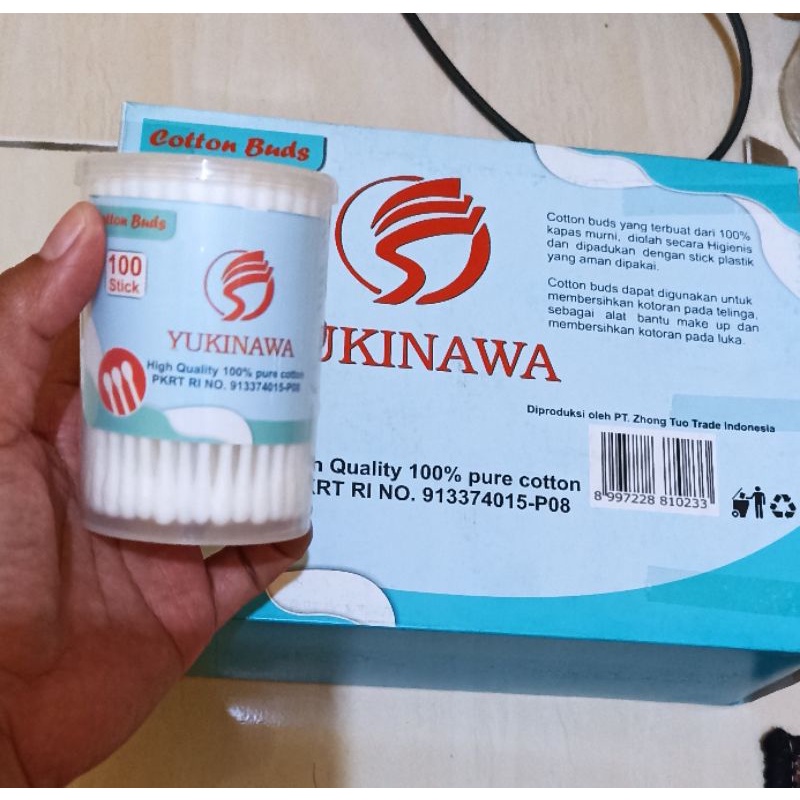 Cotton Buds
Cotton buds yang terbuat dari 100%
kapas murni, diolah secara Higienis
dan dipadukan dengan stick plastik
yang aman dipakai.
Cotton buds dapat digunakan untuk
membersihkan kotoran pada telinga,
sebagai alat bantu make up dan
membersihkan kotoran pada luka.
UKINAWA
Diproduksi oleh PT. Zhong Tuo Trade Indonesia
Quality 100% pure cotton
RT RI NO. 913374015-P08
8 997228 810233
Buds
100
Stick
YUKINAWA
High Quality 100% pure cotton
PKRT RI NO. 913374015-P08